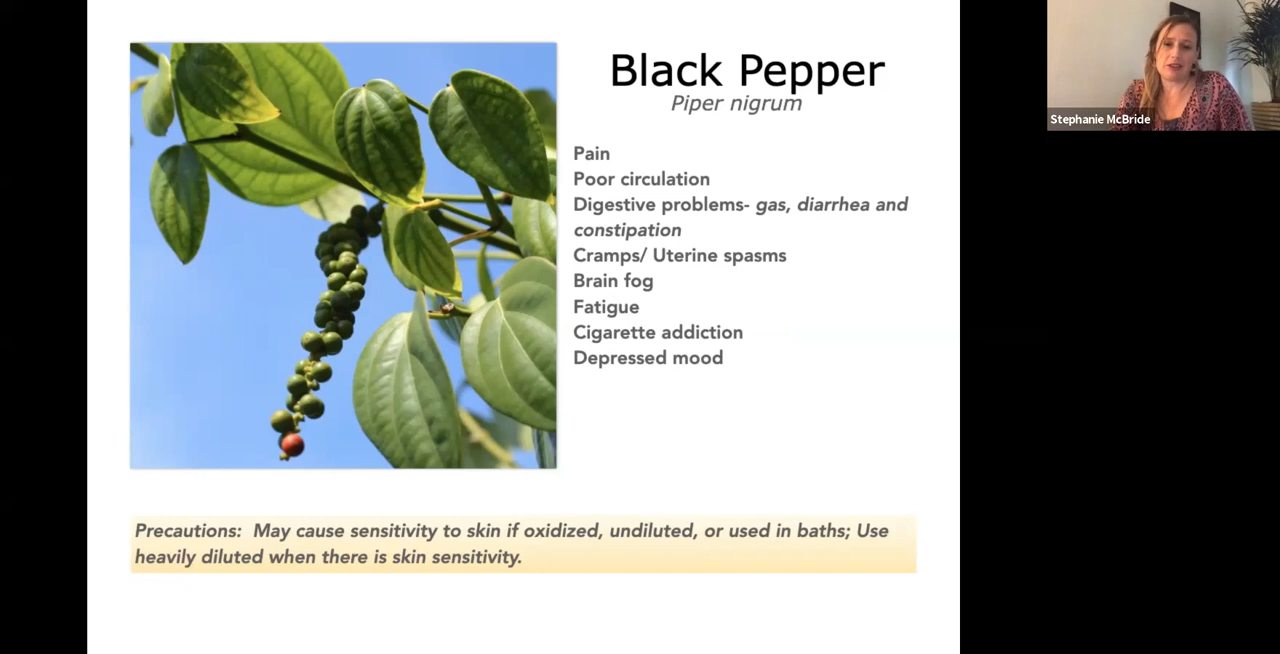 Black Pepper
Piper nigrum
Pain
Poor circulation
Digestive problems- gas, diarrhea and
constipation
Cramps/ Uterine spasms
Brain fog
Fatigue
Cigarette addiction
Depressed mood
Precautions:  May cause sensitivity to skin if oxidized, undiluted, or used in baths; Use
heavily diluted when there is skin sensitivity.
Stephanie McBride